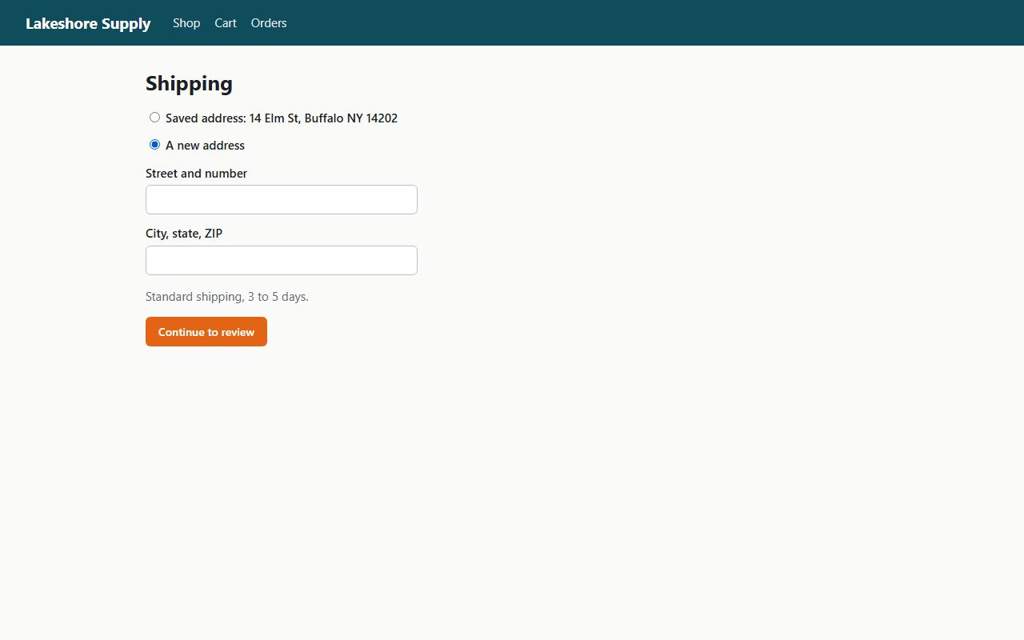 Lakeshore Supply Shop Cart Orders
Shipping
Saved address: 14 Elm St, Buffalo NY 14202
A new address
Street and number
City, state, ZIP
Standard shipping, 3 to 5 days.
Continue to review